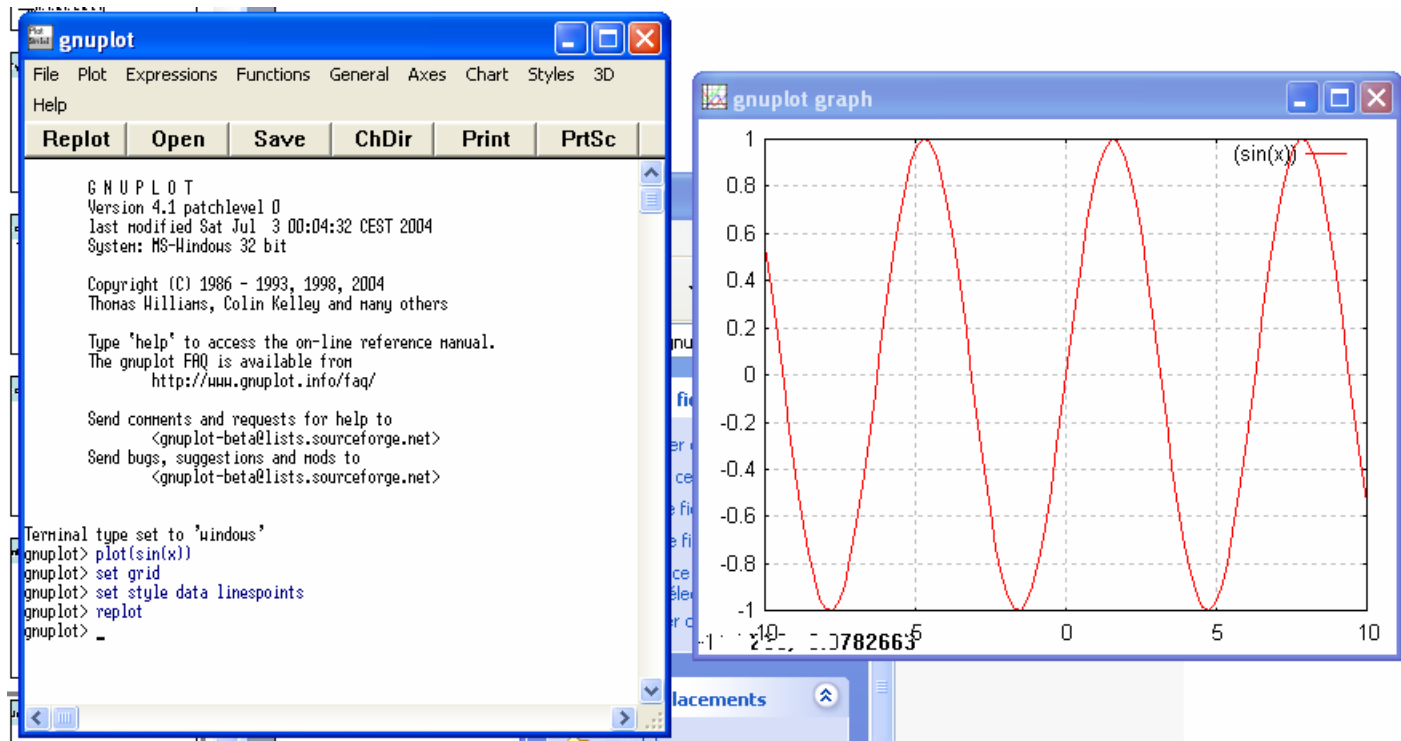 gnuplot
File Plot Expressions Functions General Axes Chart Styles 3D
Help
Replot Open Save ChDir Print PrtSc
G N U P L O T
Version 4.1 patchlevel 0
last modified Sat Jul 3 00:04:32 CEST 2004
System: MS-Windows 32 bit
Copyright (C) 1986 - 1993, 1998, 2004
Thomas Williams, Colin Kelley and many others
Type 'help' to access the on-line reference manual.
The gnuplot FAQ is available from
http://www.gnuplot.info/faq/
Send comments and requests for help to
<gnuplot-beta@lists.sourceforge.net>
Send bugs, suggestions and mods to
<gnuplot-beta@lists.sourceforge.net>
Terminal type set to 'windows'
gnuplot> plot(sin(x))
gnuplot> set grid
gnuplot> set style data linespoints
gnuplot> replot
gnuplot>
gnuplot graph
(sin(x))
1
0.8
0.6
0.4
0.2
0
-0.2
-0.4
-0.6
-0.8
-1
-10 -5 0 5 10
lacements